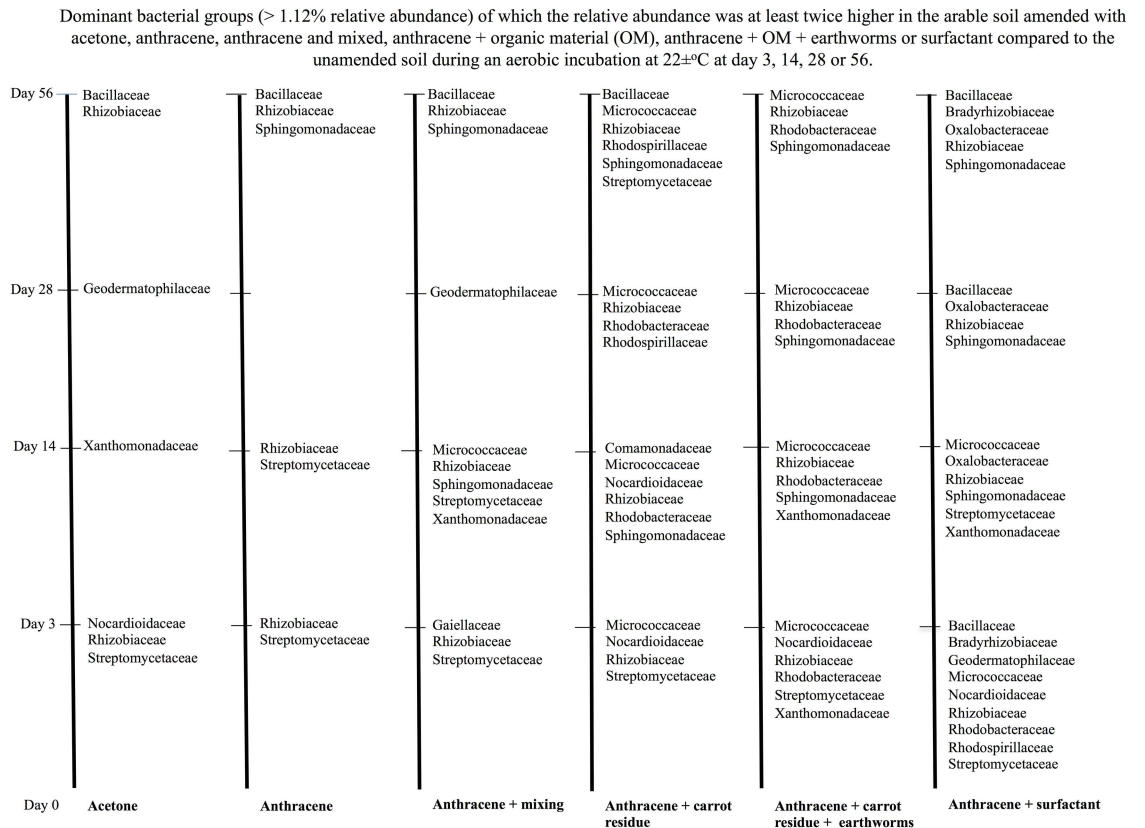 Dominant bacterial groups (> 1.12% relative abundance) of which the relative abundance was at least twice higher in the arable soil amended with
acetone, anthracene, anthracene and mixed, anthracene + organic material (OM), anthracene + OM + earthworms or surfactant compared to the
unamended soil during an aerobic incubation at 22±ºC at day 3, 14, 28 or 56.
Day 56
Bacillaceae
Rhizobiaceae
Bacillaceae
Rhizobiaceae
Sphingomonadaceae
Bacillaceae
Rhizobiaceae
Sphingomonadaceae
Bacillaceae
Micrococcaceae
Rhizobiaceae
Rhodospirillaceae
Sphingomonadaceae
Streptomycetaceae
Micrococcaceae
Rhizobiaceae
Rhodobacteraceae
Sphingomonadaceae
Bacillaceae
Bradyrhizobiaceae
Oxalobacteraceae
Rhizobiaceae
Sphingomonadaceae
Day 28
Geodermatophilaceae
Geodermatophilaceae
Micrococcaceae
Rhizobiaceae
Rhodobacteraceae
Rhodospirillaceae
Micrococcaceae
Rhizobiaceae
Rhodobacteraceae
Sphingomonadaceae
Bacillaceae
Oxalobacteraceae
Rhizobiaceae
Sphingomonadaceae
Day 14
Xanthomonadaceae
Rhizobiaceae
Streptomycetaceae
Micrococcaceae
Rhizobiaceae
Sphingomonadaceae
Streptomycetaceae
Xanthomonadaceae
Comamonadaceae
Micrococcaceae
Nocardioidaceae
Rhizobiaceae
Rhodobacteraceae
Sphingomonadaceae
Micrococcaceae
Rhizobiaceae
Rhodobacteraceae
Sphingomonadaceae
Xanthomonadaceae
Micrococcaceae
Oxalobacteraceae
Rhizobiaceae
Sphingomonadaceae
Streptomycetaceae
Xanthomonadaceae
Day 3
Nocardioidaceae
Rhizobiaceae
Streptomycetaceae
Rhizobiaceae
Streptomycetaceae
Gaiellaceae
Rhizobiaceae
Streptomycetaceae
Micrococcaceae
Nocardioidaceae
Rhizobiaceae
Streptomycetaceae
Micrococcaceae
Nocardioidaceae
Rhizobiaceae
Rhodobacteraceae
Streptomycetaceae
Xanthomonadaceae
Bacillaceae
Bradyrhizobiaceae
Geodermatophilaceae
Micrococcaceae
Nocardioidaceae
Rhizobiaceae
Rhodobacteraceae
Rhodospirillaceae
Streptomycetaceae
Day 0
Acetone
Anthracene
Anthracene + mixing
Anthracene + carrot
residue
Anthracene + carrot
residue + earthworms
Anthracene + surfactant